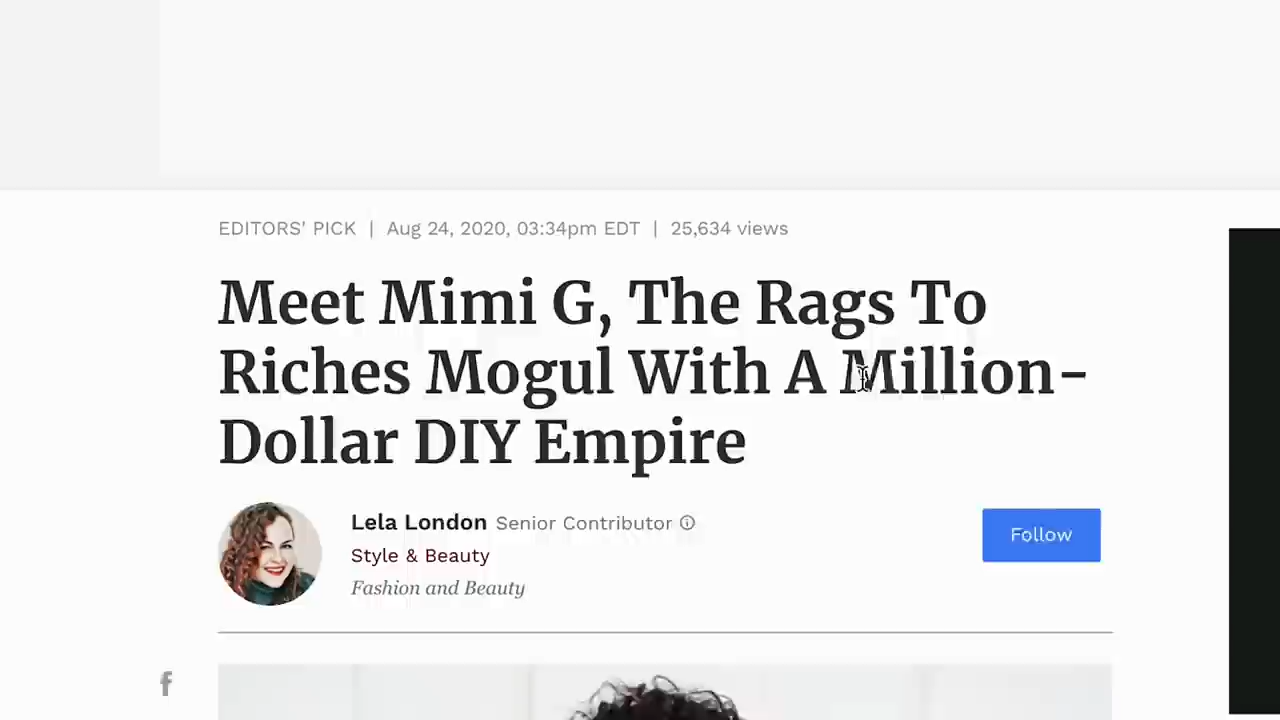 EDITORS' PICK | Aug 24, 2020, 03:34pm EDT | 25,634 views
Meet Mimi G, The Rags To
Riches Mogul With A Million-
Dollar DIY Empire
Lela London Senior Contributor ⓘ
Style & Beauty
Fashion and Beauty
Follow
f